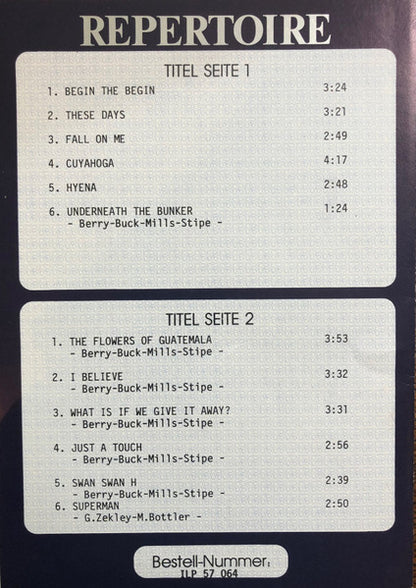 REPERTOIRE
TITEL SEITE 1
1. BEGIN THE BEGIN 3:24
2. THESE DAYS 3:21
3. FALL ON ME 2:49
4. CUYAHOGA 4:17
5. HYENA 2:48
6. UNDERNEATH THE BUNKER 1:24
- Berry-Buck-Mills-Stipe -
TITEL SEITE 2
1. THE FLOWERS OF GUATEMALA 3:53
- Berry-Buck-Mills-Stipe -
2. I BELIEVE 3:32
- Berry-Buck-Mills-Stipe -
3. WHAT IS IF WE GIVE IT AWAY? 3:31
- Berry-Buck-Mills-Stipe -
4. JUST A TOUCH 2:56
- Berry-Buck-Mills-Stipe -
5. SWAN SWAN H 2:39
- Berry-Buck-Mills-Stipe -
6. SUPERMAN 2:50
- G.Zekley-M.Bottler -
Bestell-Nummer:
ILP 57 064